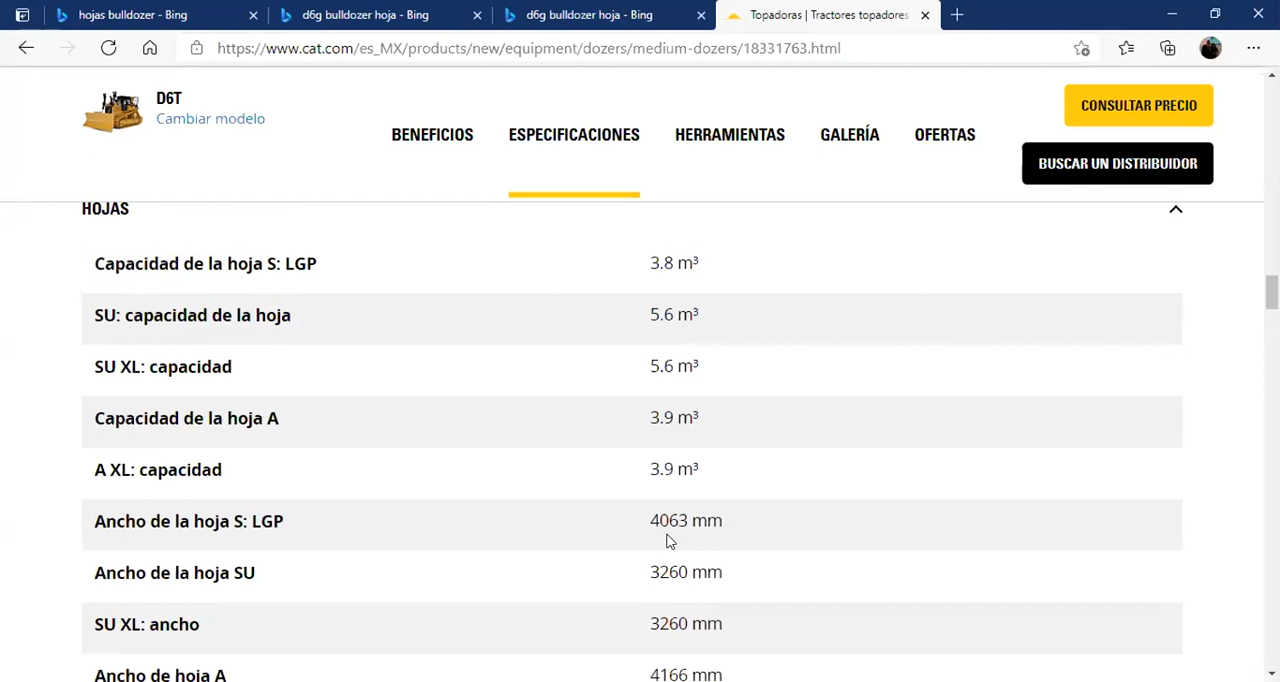 hojas bulldozer - Bing
d6g bulldozer hoja - Bing
d6g bulldozer hoja - Bing
Topadoras | Tractores topadores
https://www.cat.com/es_MX/products/new/equipment/dozers/medium-dozers/18331763.html
D6T
Cambiar modelo
BENEFICIOS
ESPECIFICACIONES
HERRAMIENTAS
GALERÍA
OFERTAS
CONSULTAR PRECIO
BUSCAR UN DISTRIBUIDOR
HOJAS
Capacidad de la hoja S: LGP 3.8 m³
SU: capacidad de la hoja 5.6 m³
SU XL: capacidad 5.6 m³
Capacidad de la hoja A 3.9 m³
A XL: capacidad 3.9 m³
Ancho de la hoja S: LGP 4063 mm
Ancho de la hoja SU 3260 mm
SU XL: ancho 3260 mm
Ancho de hoja A 4166 mm